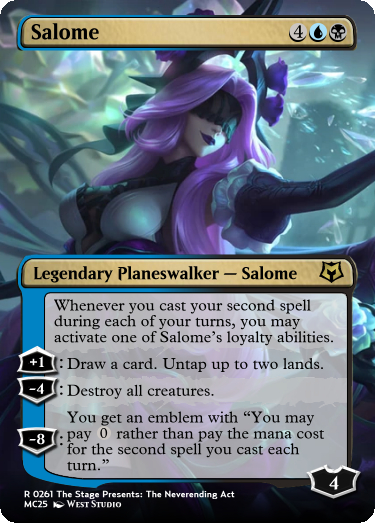 Salome 4
Legendary Planeswalker — Salome
Whenever you cast your second spell
during each of your turns, you may
activate one of Salome's loyalty abilities.
+1: Draw a card. Untap up to two lands.
-4: Destroy all creatures.
You get an emblem with “You may
-8: pay 0 rather than pay the mana cost
for the second spell you cast each
turn.”
4
R 0261 The Stage Presents: The Neverending Act
MC25 West Studio